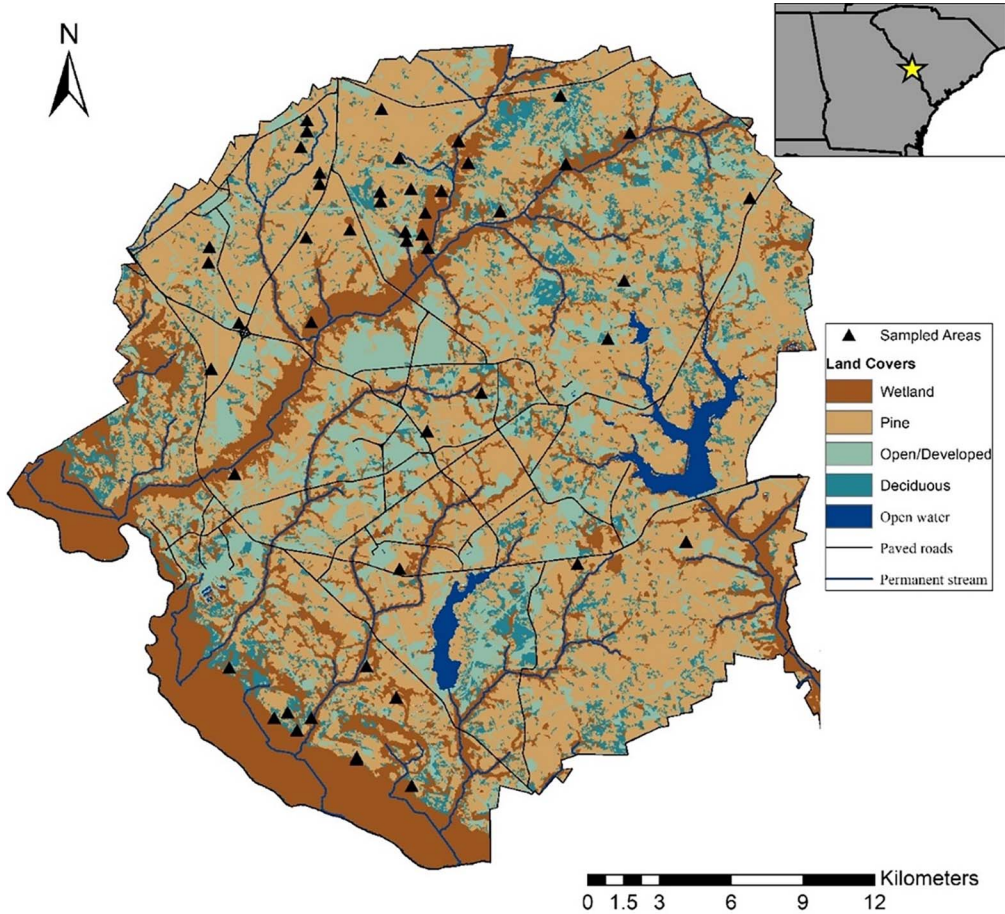 N
Sampled Areas
Land Covers
Wetland
Pine
Open/Developed
Deciduous
Open water
Paved roads
Permanent stream
Kilometers
0 1.5 3 6 9 12